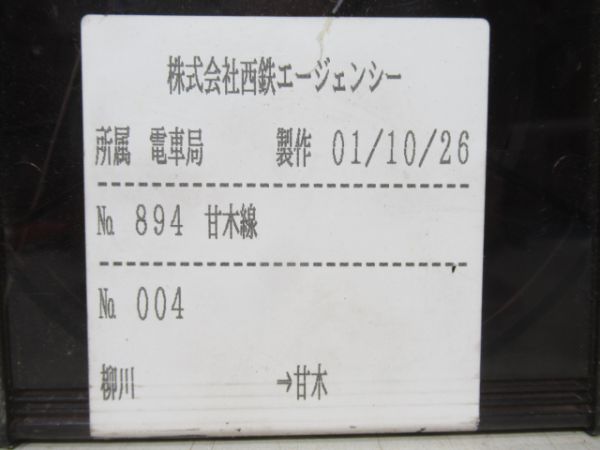 株式会社西鉄エージェンシー
所属 電車局 製作 01/10/26
№ 894 甘木線
№ 004
柳川 ⇒甘木